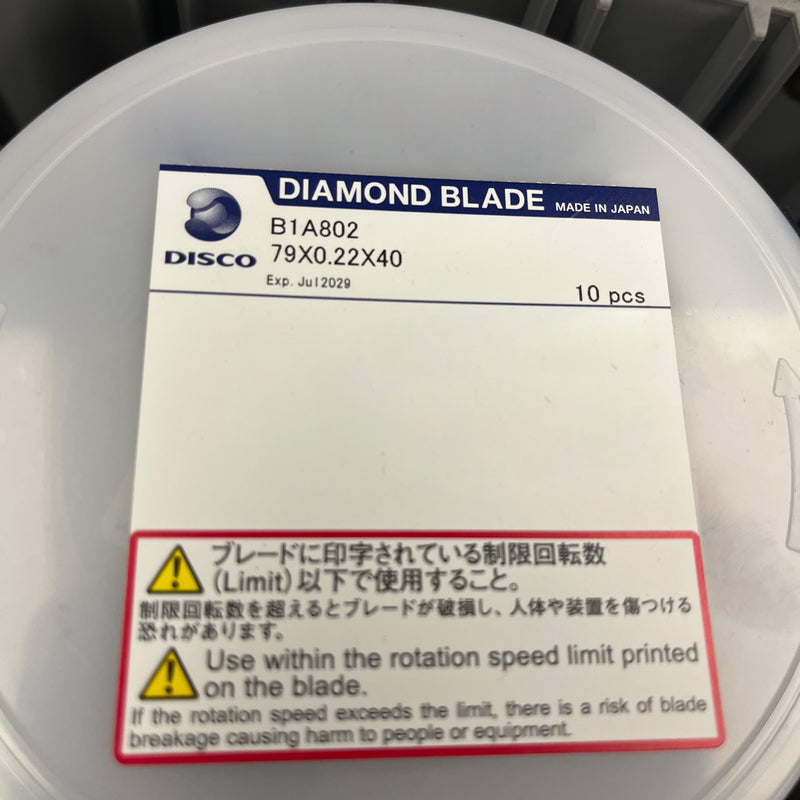 DIAMOND BLADE MADE IN JAPAN
DISCO
B1A802
79X0.22X40
Exp. Jul2029
10 pcs
ブレードに印字されている制限回転数
(Limit)以下で使用すること。
制限回転数を超えるとブレードが破損し、人体や装置を傷つける
恐れがあります。
Use within the rotation speed limit printed
on the blade.
If the rotation speed exceeds the limit, there is a risk of blade
breakage causing harm to people or equipment.